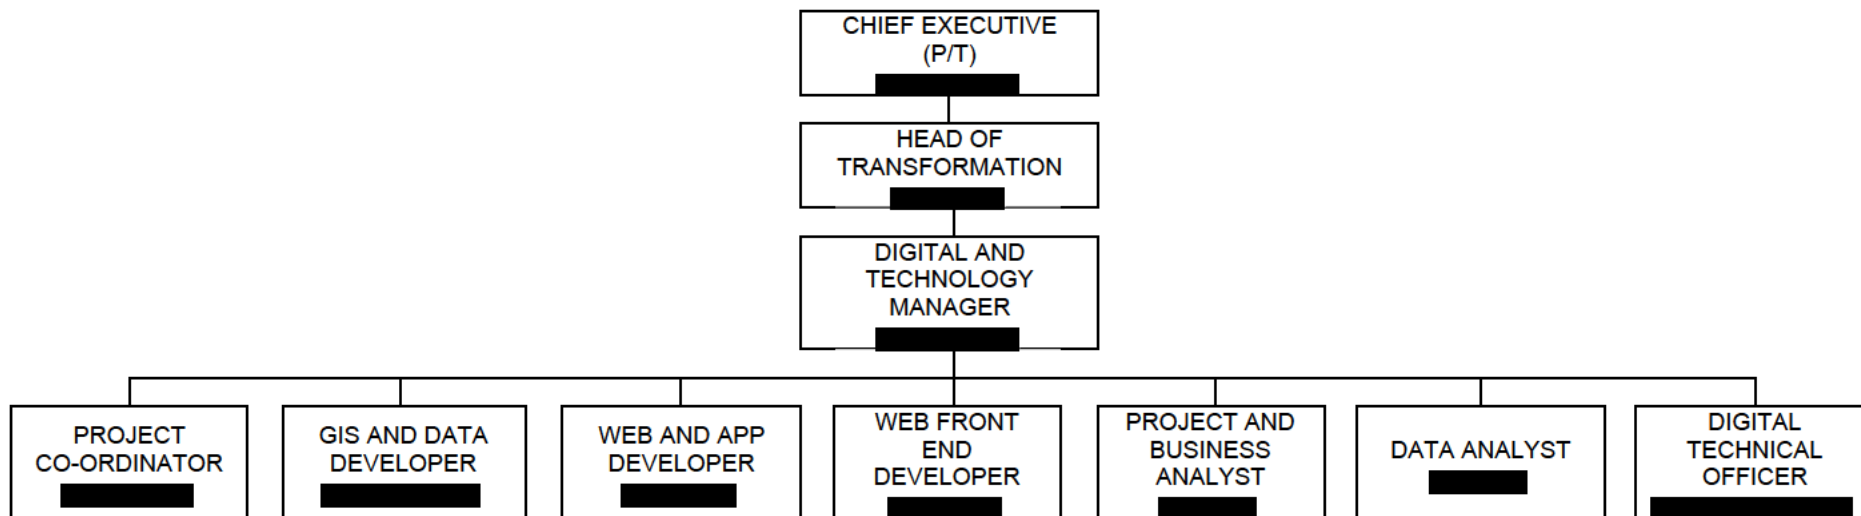 CHIEF EXECUTIVE
(P/T)
HEAD OF
TRANSFORMATION
DIGITAL AND
TECHNOLOGY
MANAGER
PROJECT
CO-ORDINATOR
GIS AND DATA
DEVELOPER
WEB AND APP
DEVELOPER
WEB FRONT
END
DEVELOPER
PROJECT AND
BUSINESS
ANALYST
DATA ANALYST
DIGITAL
TECHNICAL
OFFICER